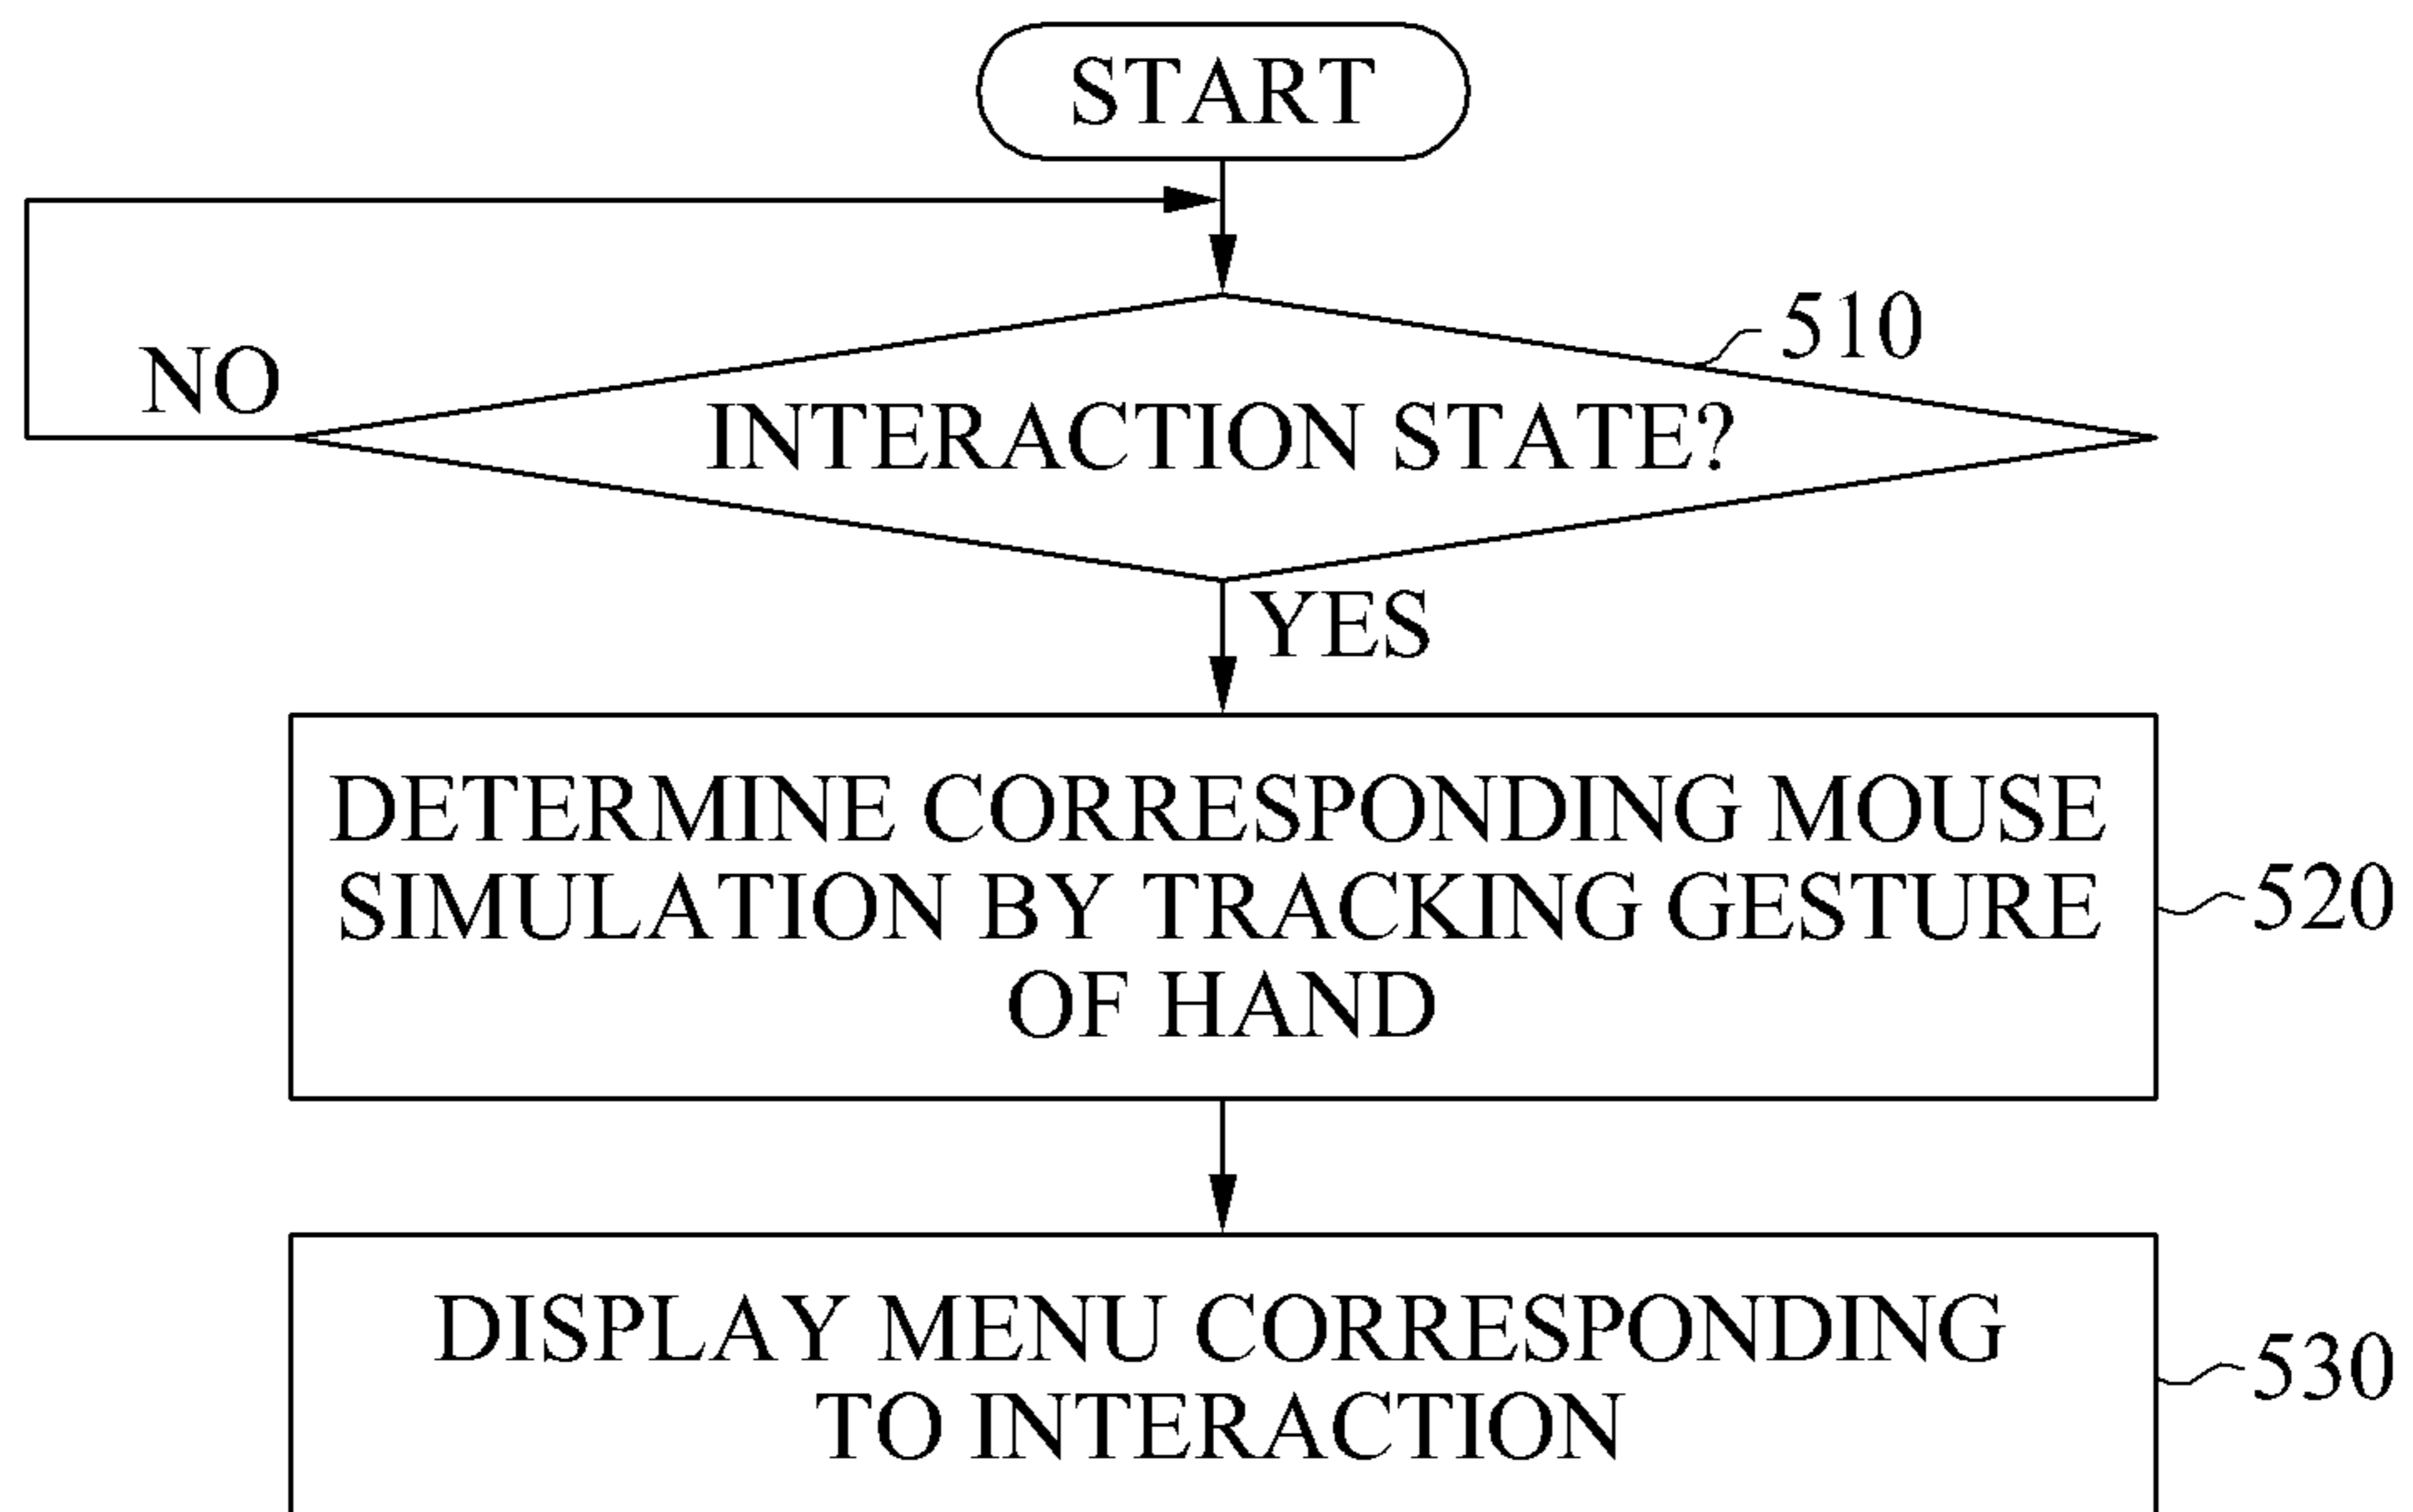 START
NO
510
INTERACTION STATE?
YES
DETERMINE CORRESPONDING MOUSE
SIMULATION BY TRACKING GESTURE
OF HAND
520
DISPLAY MENU CORRESPONDING
TO INTERACTION
530